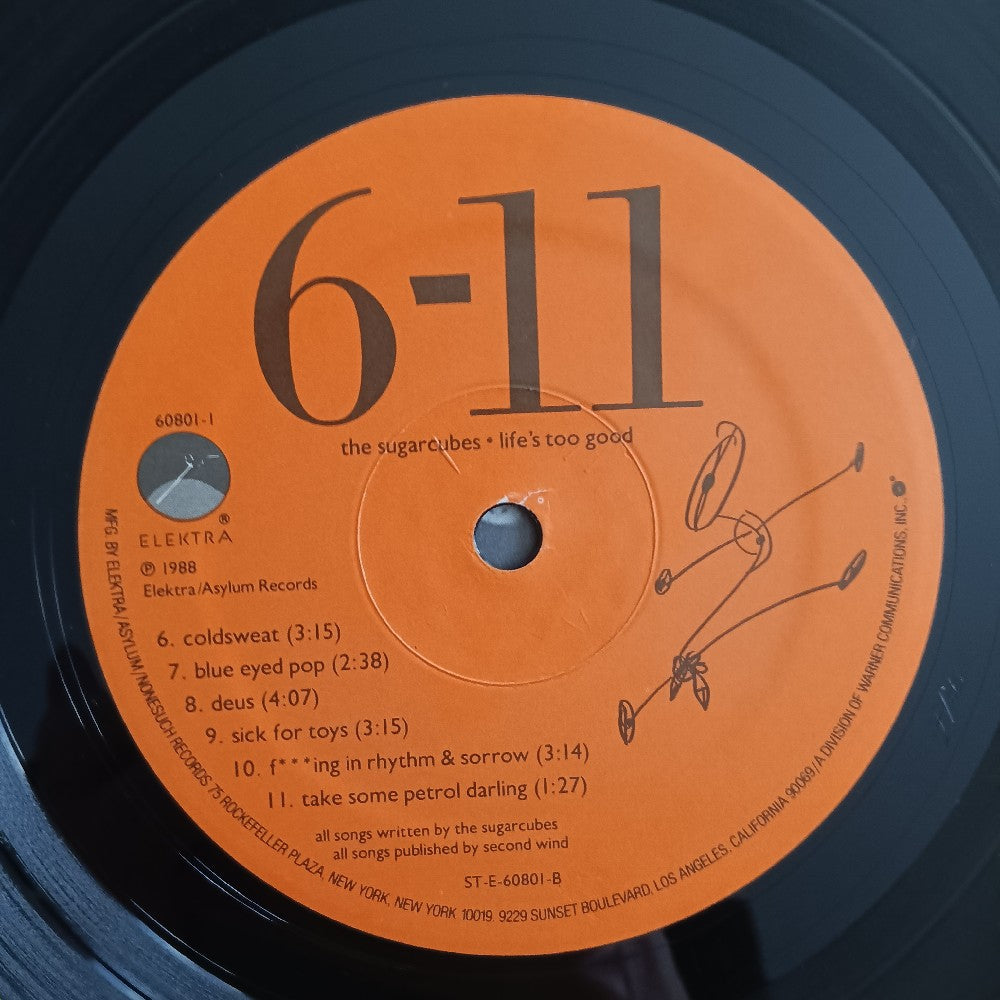 6-11
the sugarcubes • life's too good
60801-1
ELEKTRA®
℗ 1988
Elektra/Asylum Records
6. coldsweat (3:15)
7. blue eyed pop (2:38)
8. deus (4:07)
9. sick for toys (3:15)
10. f***ing in rhythm & sorrow (3:14)
11. take some petrol darling (1:27)
all songs written by the sugarcubes
all songs published by second wind
ST-E-60801-B
MFG. BY ELEKTRA/ASYLUM/NONESUCH RECORDS 75 ROCKEFELLER PLAZA, NEW YORK, NEW YORK 10019. 9229 SUNSET BOULEVARD, LOS ANGELES, CALIFORNIA 90069/A DIVISION OF WARNER COMMUNICATIONS, INC.